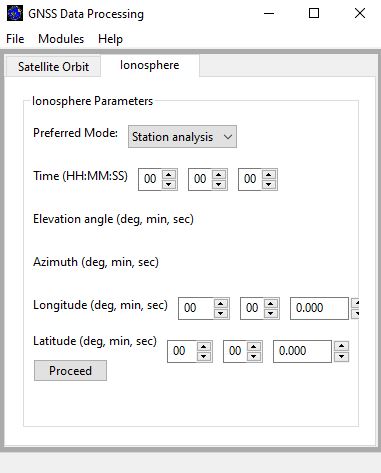 GNSS Data Processing
File Modules Help
Satellite Orbit Ionosphere
Ionosphere Parameters
Preferred Mode: Station analysis
Time (HH:MM:SS) 00 00 00
Elevation angle (deg, min, sec)
Azimuth (deg, min, sec)
Longitude (deg, min, sec) 00 00 0.000
Latitude (deg, min, sec) 00 00 0.000
Proceed